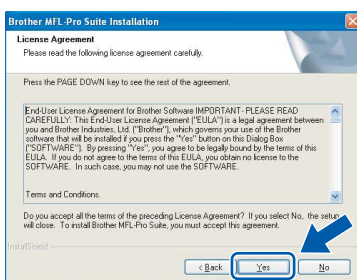 Brother MFL-Pro Suite Installation
License Agreement
Please read the following license agreement carefully.
Press the PAGE DOWN key to see the rest of the agreement.
End-User License Agreement for Brother Software IMPORTANT- PLEASE READ
CAREFULLY: This End-User License Agreement ("EULA") is a legal agreement between
you and Brother Industries, Ltd. ("Brother"), which governs your use of the Brother
software that will be installed if you press the "Yes" button on this Dialog Box
("SOFTWARE"). By pressing "Yes", you agree to be legally bound by the terms of this
EULA. If you do not agree to the terms of this EULA, you obtain no license to the
SOFTWARE. In such case, you may not use the SOFTWARE.
Terms and Conditions.
Do you accept all the terms of the preceding License Agreement? If you select No, the setup
will close. To install Brother MFL-Pro Suite, you must accept this agreement.
InstallShield
< Back Yes No